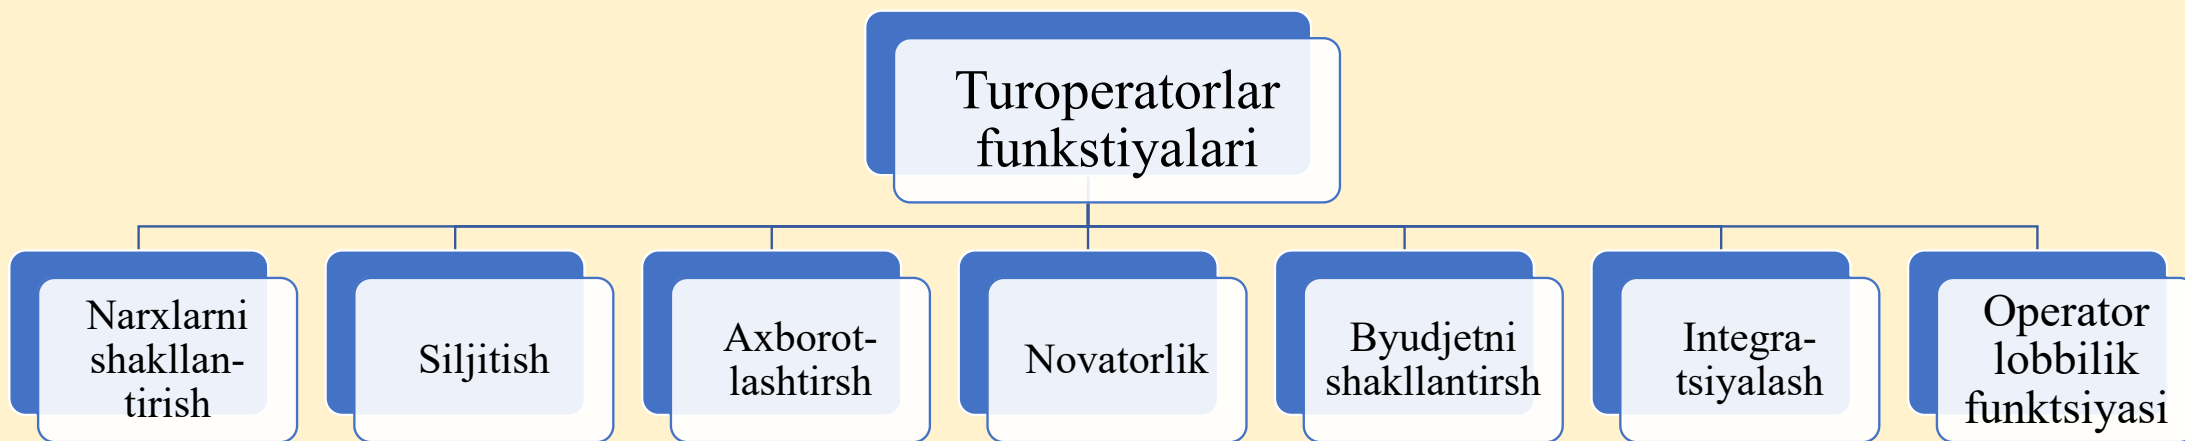 Turoperatorlar
funkstiyalari
Narxlarni
shakllan-
tirish
Siljitish
Axborot-
lashtirsh
Novatorlik
Byudjetni
shakllantirsh
Integra-
tsiyalash
Operator
lobbilik
funktsiyasi